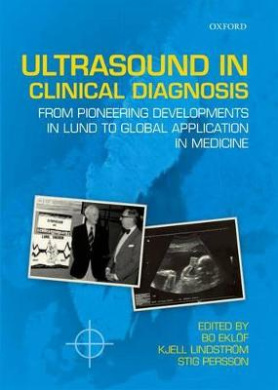 OXFORD
ULTRASOUND IN
CLINICAL DIAGNOSIS
FROM PIONEERING DEVELOPMENTS
IN LUND TO GLOBAL APPLICATION
IN MEDICINE
EDITED BY
BO EKLÖF
KJELL LINDSTRÖM
STIG PERSSON